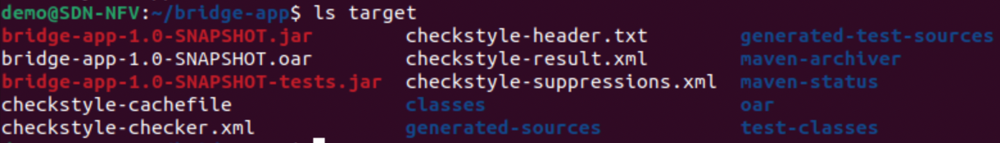 demo@SDN-NFV:~/bridge-app$ ls target
bridge-app-1.0-SNAPSHOT.jar checkstyle-header.txt generated-test-sources
bridge-app-1.0-SNAPSHOT.oar checkstyle-result.xml maven-archiver
bridge-app-1.0-SNAPSHOT-tests.jar checkstyle-suppressions.xml maven-status
checkstyle-cachefile classes oar
checkstyle-checker.xml generated-sources test-classes